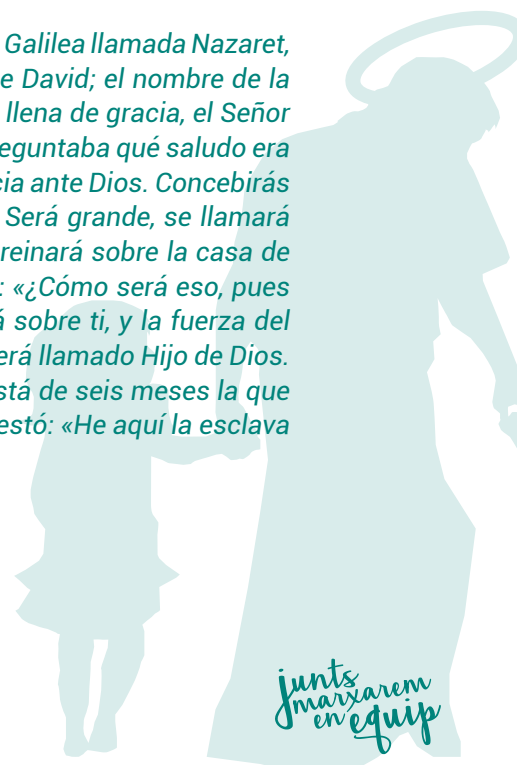 Galilea llamada Nazaret,
e David; el nombre de la
llena de gracia, el Señor
eguntaba qué saludo era
cia ante Dios. Concebirás
Será grande, se llamará
reinará sobre la casa de
: «¿Cómo será eso, pues
á sobre ti, y la fuerza del
erá llamado Hijo de Dios.
stá de seis meses la que
estó: «He aquí la esclava
junts
marxarem
en equip